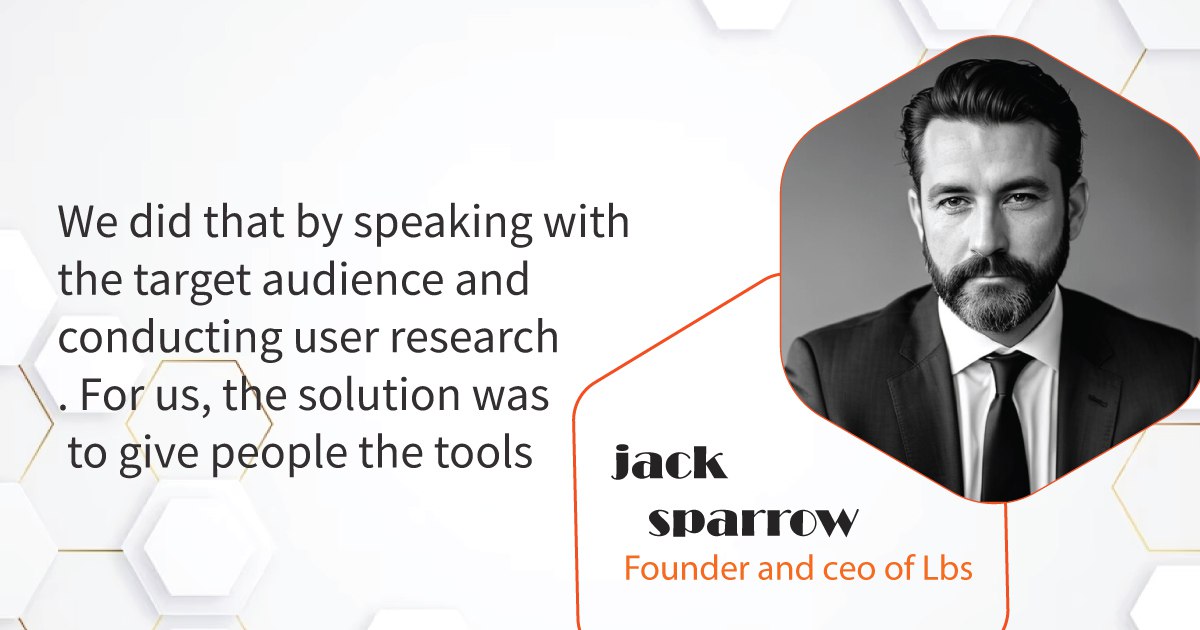 We did that by speaking with
the target audience and
conducting user research
. For us, the solution was
to give people the tools
jack
sparrow
Founder and ceo of Lbs